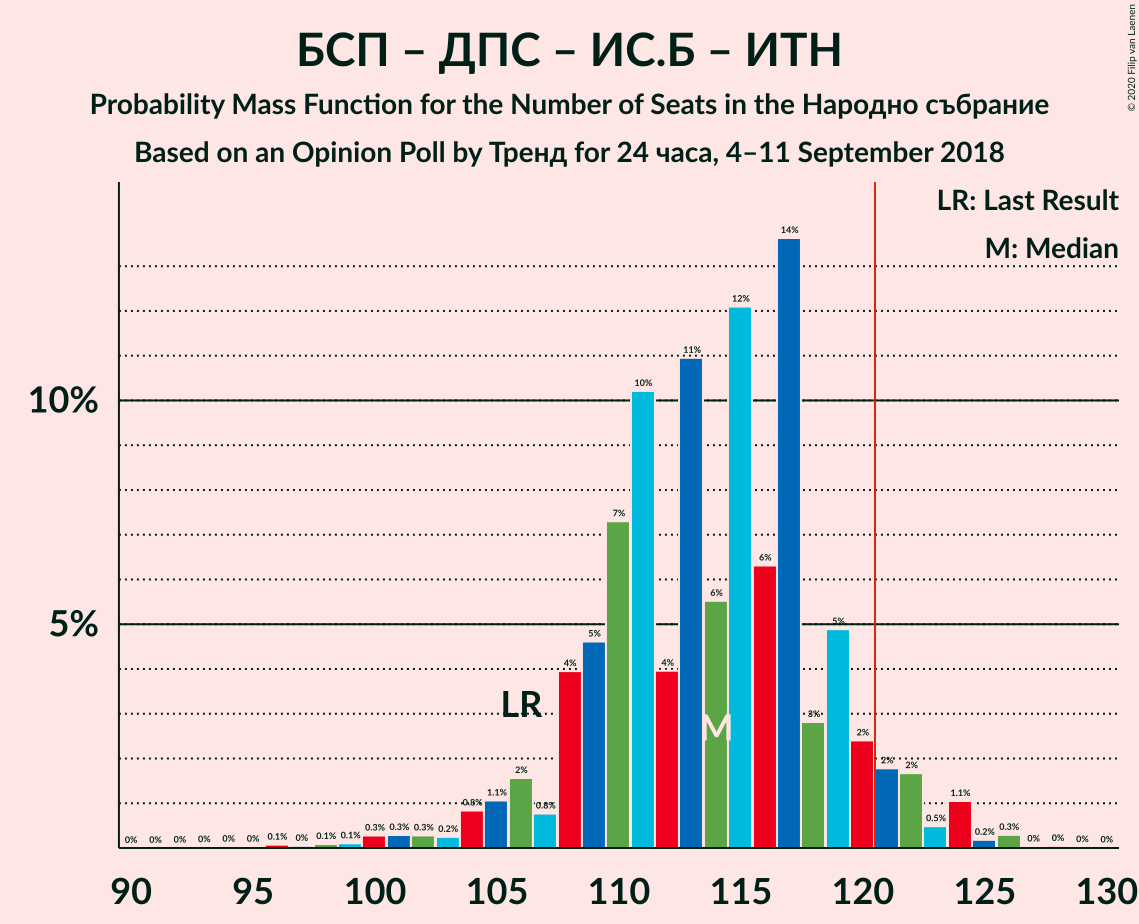 БСП – ДПС – ИС.Б – ИТН
Probability Mass Function for the Number of Seats in the Народно събрание
Based on an Opinion Poll by Тренд for 24 часа, 4–11 September 2018
© 2020 Filip van Laenen
LR: Last Result
M: Median
10%
5%
LR
M
0% 0% 0% 0% 0% 0% 0.1% 0% 0.1% 0.1% 0.3% 0.3% 0.3% 0.2% 0.8% 1.1% 2% 0.8% 4% 5% 7% 10% 4% 11% 6% 12% 6% 14% 3% 5% 2% 2% 2% 0.5% 1.1% 0.2% 0.3% 0% 0% 0% 0%
90 95 100 105 110 115 120 125 130